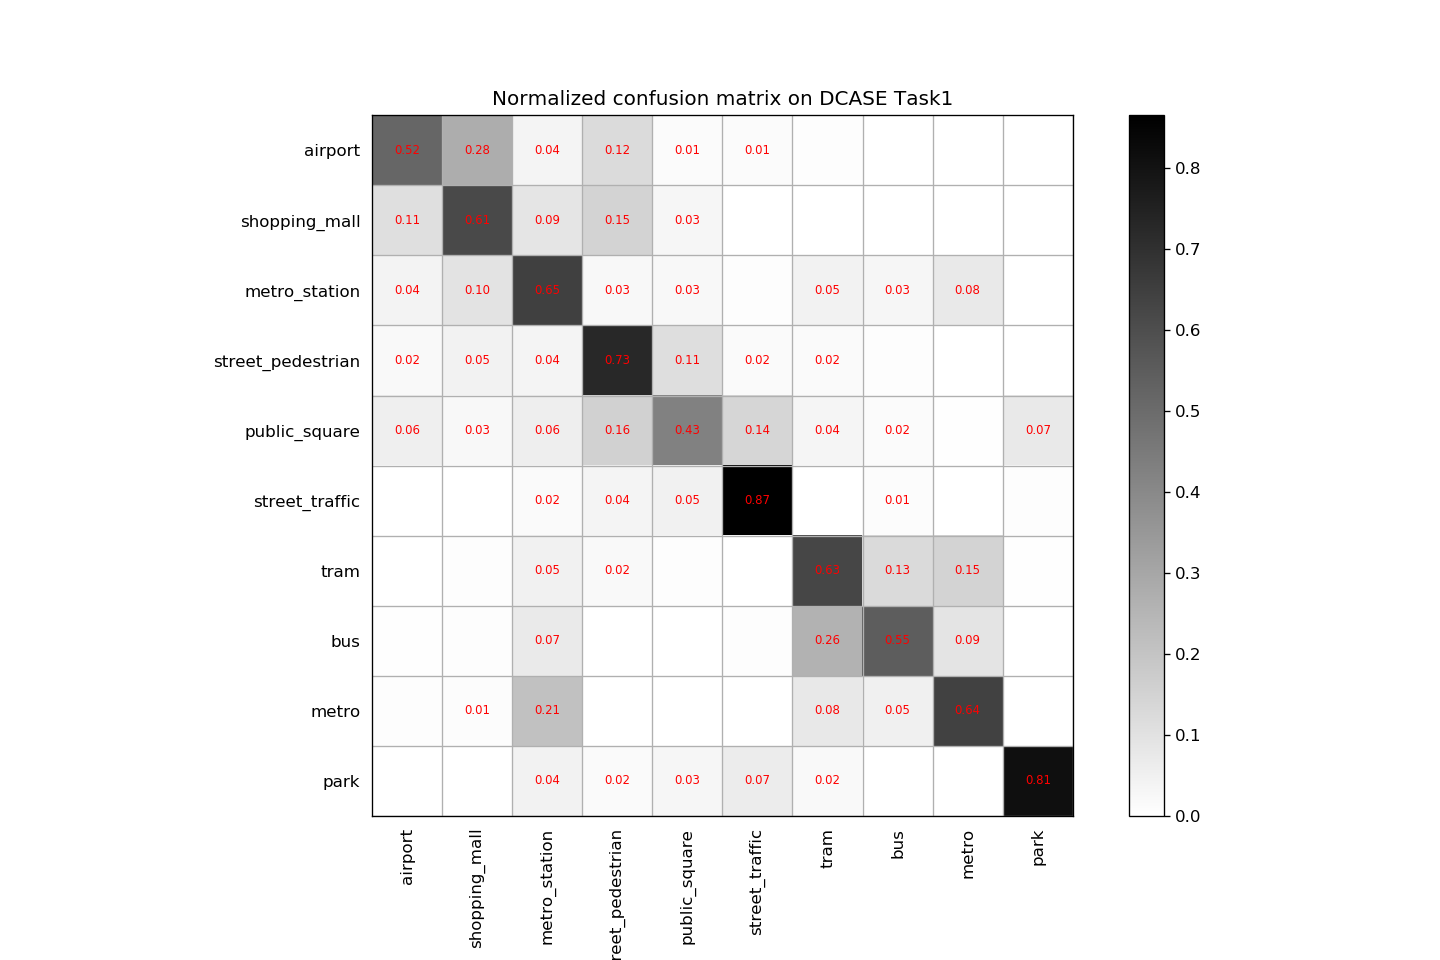 Normalized confusion matrix on DCASE Task1
airport 0.52 0.28 0.04 0.12 0.01 0.01
shopping_mall 0.11 0.61 0.09 0.15 0.03
metro_station 0.04 0.10 0.65 0.03 0.03 0.05 0.03 0.08
street_pedestrian 0.02 0.05 0.04 0.73 0.11 0.02 0.02
public_square 0.06 0.03 0.06 0.16 0.43 0.14 0.04 0.02 0.07
street_traffic 0.02 0.04 0.05 0.87 0.01
tram 0.05 0.02 0.63 0.13 0.15
bus 0.07 0.26 0.55 0.09
metro 0.01 0.21 0.08 0.05 0.64
park 0.04 0.02 0.03 0.07 0.02 0.81
airport
shopping_mall
metro_station
reet_pedestrian
public_square
street_traffic
tram
bus
metro
park
0.8
0.7
0.6
0.5
0.4
0.3
0.2
0.1
0.0